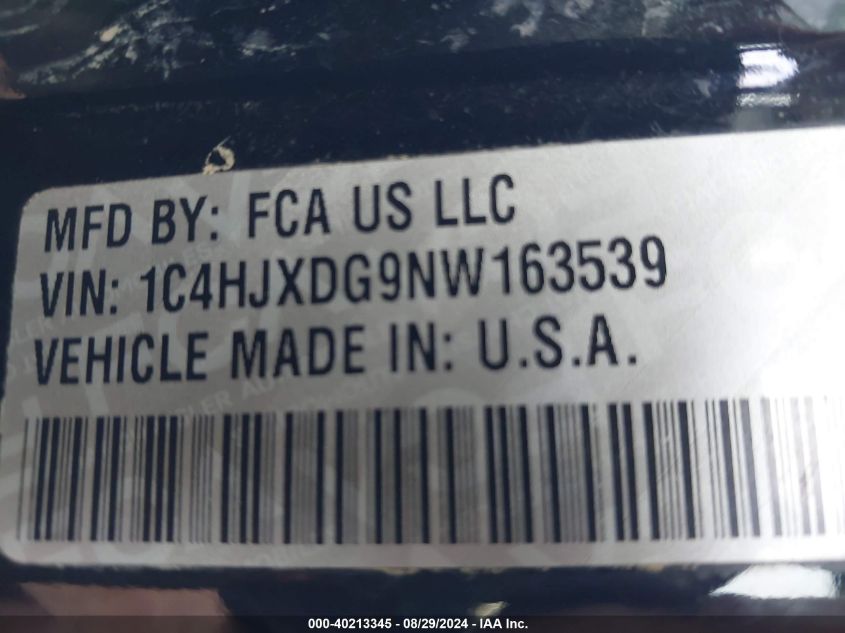 MFD BY: FCA US LLC
VIN: 1C4HJXDG9NW163539
VEHICLE MADE IN: U.S.A.
000-40213345 - 08/29/2024 - IAA Inc.